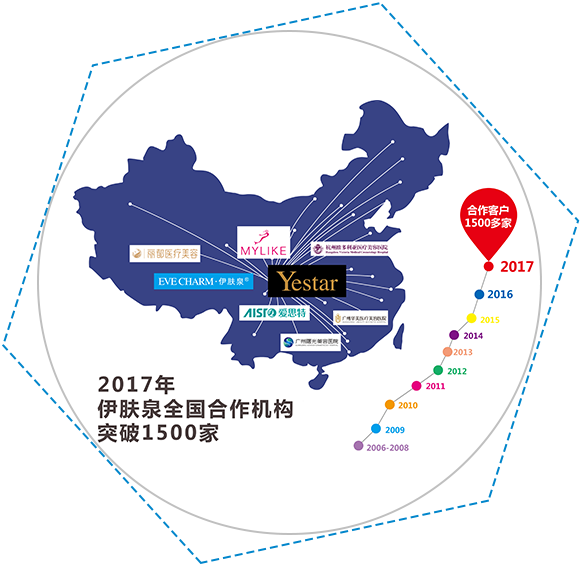 合作客户
1500多家
2017
2016
2015
2014
2013
2012
2011
2010
2009
2006-2008
MYLIKE
杭州维多利亚医疗美容医院
丽都医疗美容
EVE CHARM·伊肤泉®
Yestar
AIST 爱思特
广州华美医疗美容医院
广州曙光美容医院
2017年
伊肤泉全国合作机构
突破1500家